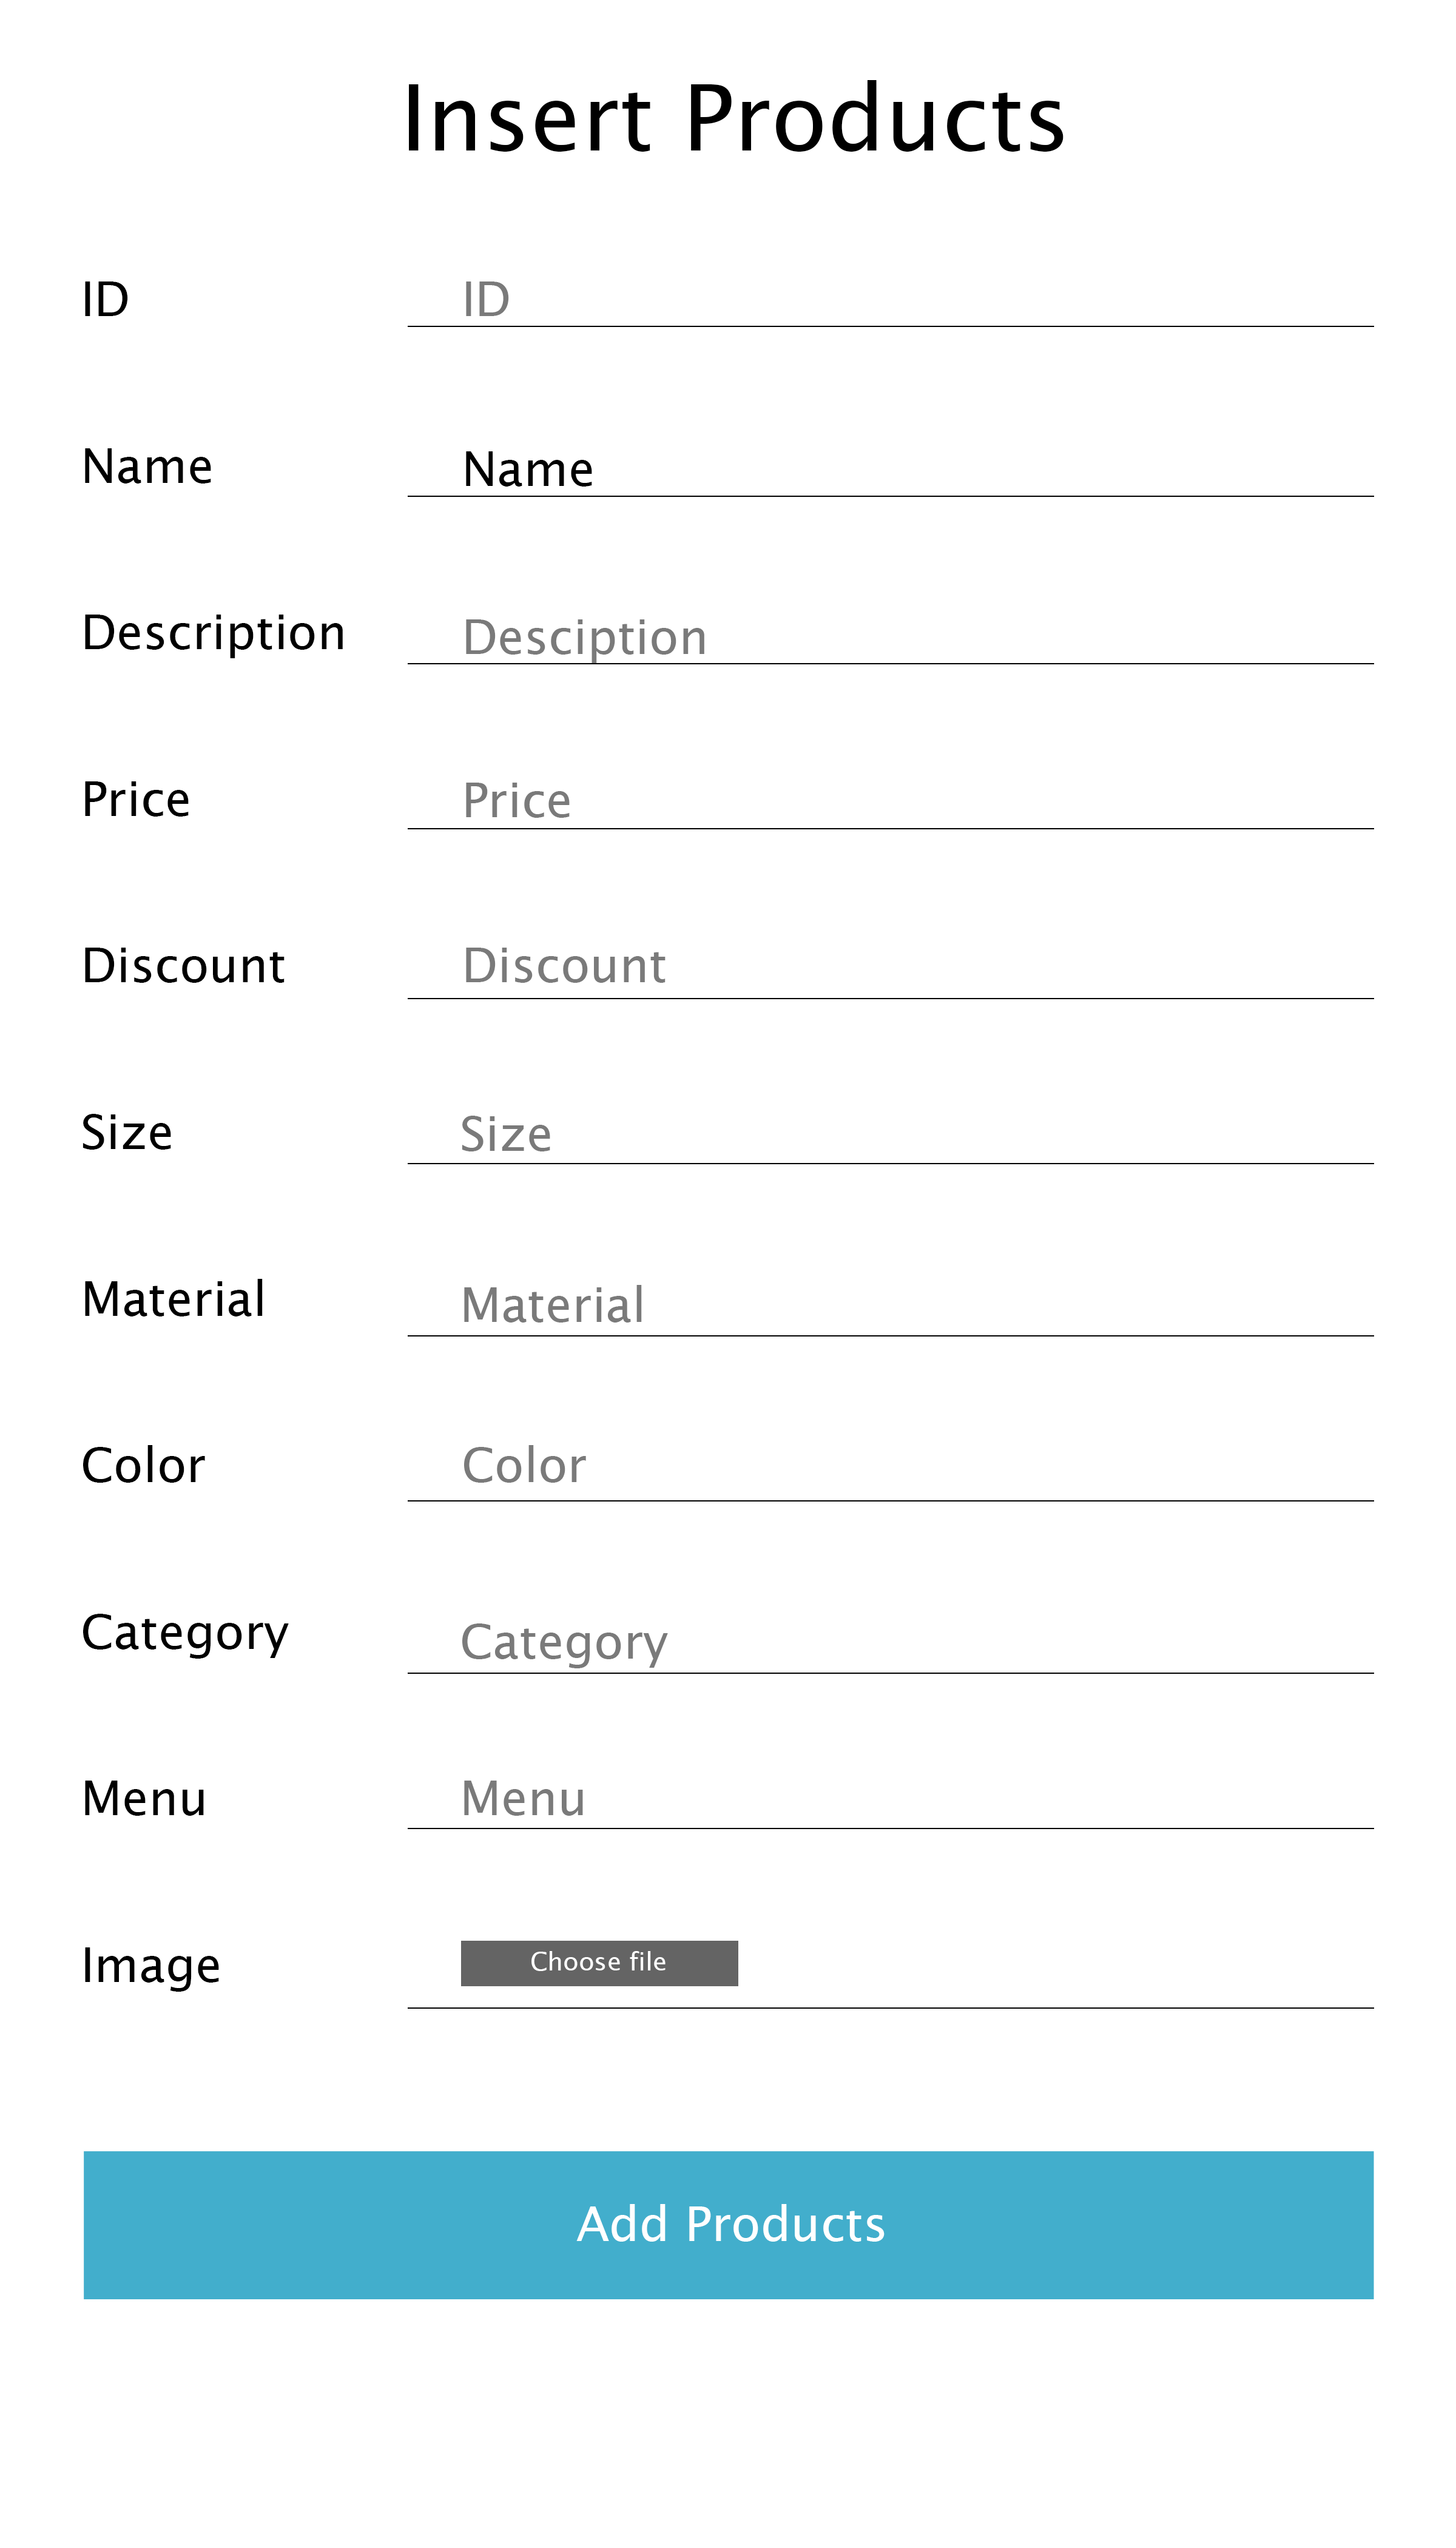 Insert Products
ID ID
Name Name
Description Desciption
Price Price
Discount Discount
Size Size
Material Material
Color Color
Category Category
Menu Menu
Image Choose file
Add Products